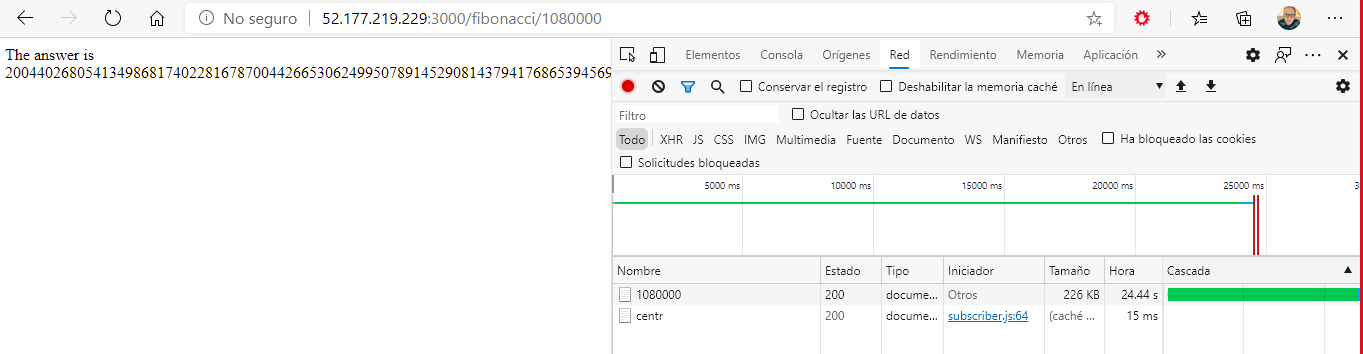 No seguro 52.177.219.229:3000/fibonacci/1080000
The answer is
Elementos Consola Orígenes Red Rendimiento Memoria Aplicación »
Conservar el registro Deshabilitar la memoria caché En línea
Filtro Ocultar las URL de datos
Todo XHR JS CSS IMG Multimedia Fuente Documento WS Manifiesto Otros Ha bloqueado las cookies
Solicitudes bloqueadas
5000 ms 10000 ms 15000 ms 20000 ms 25000 ms 3
Nombre Estado Tipo Iniciador Tamaño Hora Cascada
1080000 200 docume... Otros 226 KB 24.44 s
centr 200 docume... subscriber.js:64 (caché ... 15 ms